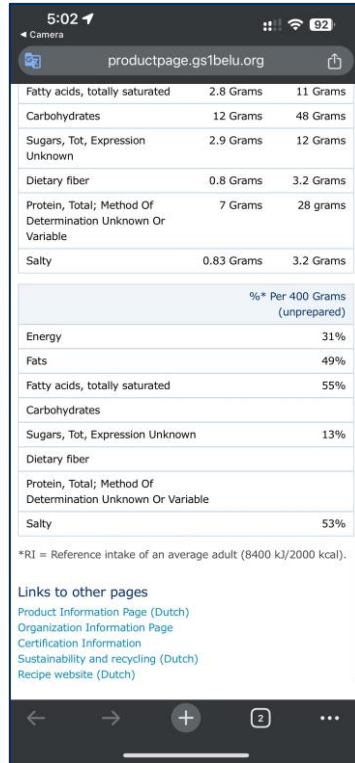 5:02
92
◄ Camera
productpage.gs1belu.org
Fatty acids, totally saturated 2.8 Grams 11 Grams
Carbohydrates 12 Grams 48 Grams
Sugars, Tot, Expression 2.9 Grams 12 Grams
Unknown
Dietary fiber 0.8 Grams 3.2 Grams
Protein, Total; Method Of 7 Grams 28 grams
Determination Unknown Or
Variable
Salty 0.83 Grams 3.2 Grams
%* Per 400 Grams
(unprepared)
Energy 31%
Fats 49%
Fatty acids, totally saturated 55%
Carbohydrates
Sugars, Tot, Expression Unknown 13%
Dietary fiber
Protein, Total; Method Of
Determination Unknown Or Variable
Salty 53%
*RI = Reference intake of an average adult (8400 kJ/2000 kcal).
Links to other pages
Product Information Page (Dutch)
Organization Information Page
Certification Information
Sustainability and recycling (Dutch)
Recipe website (Dutch)
2